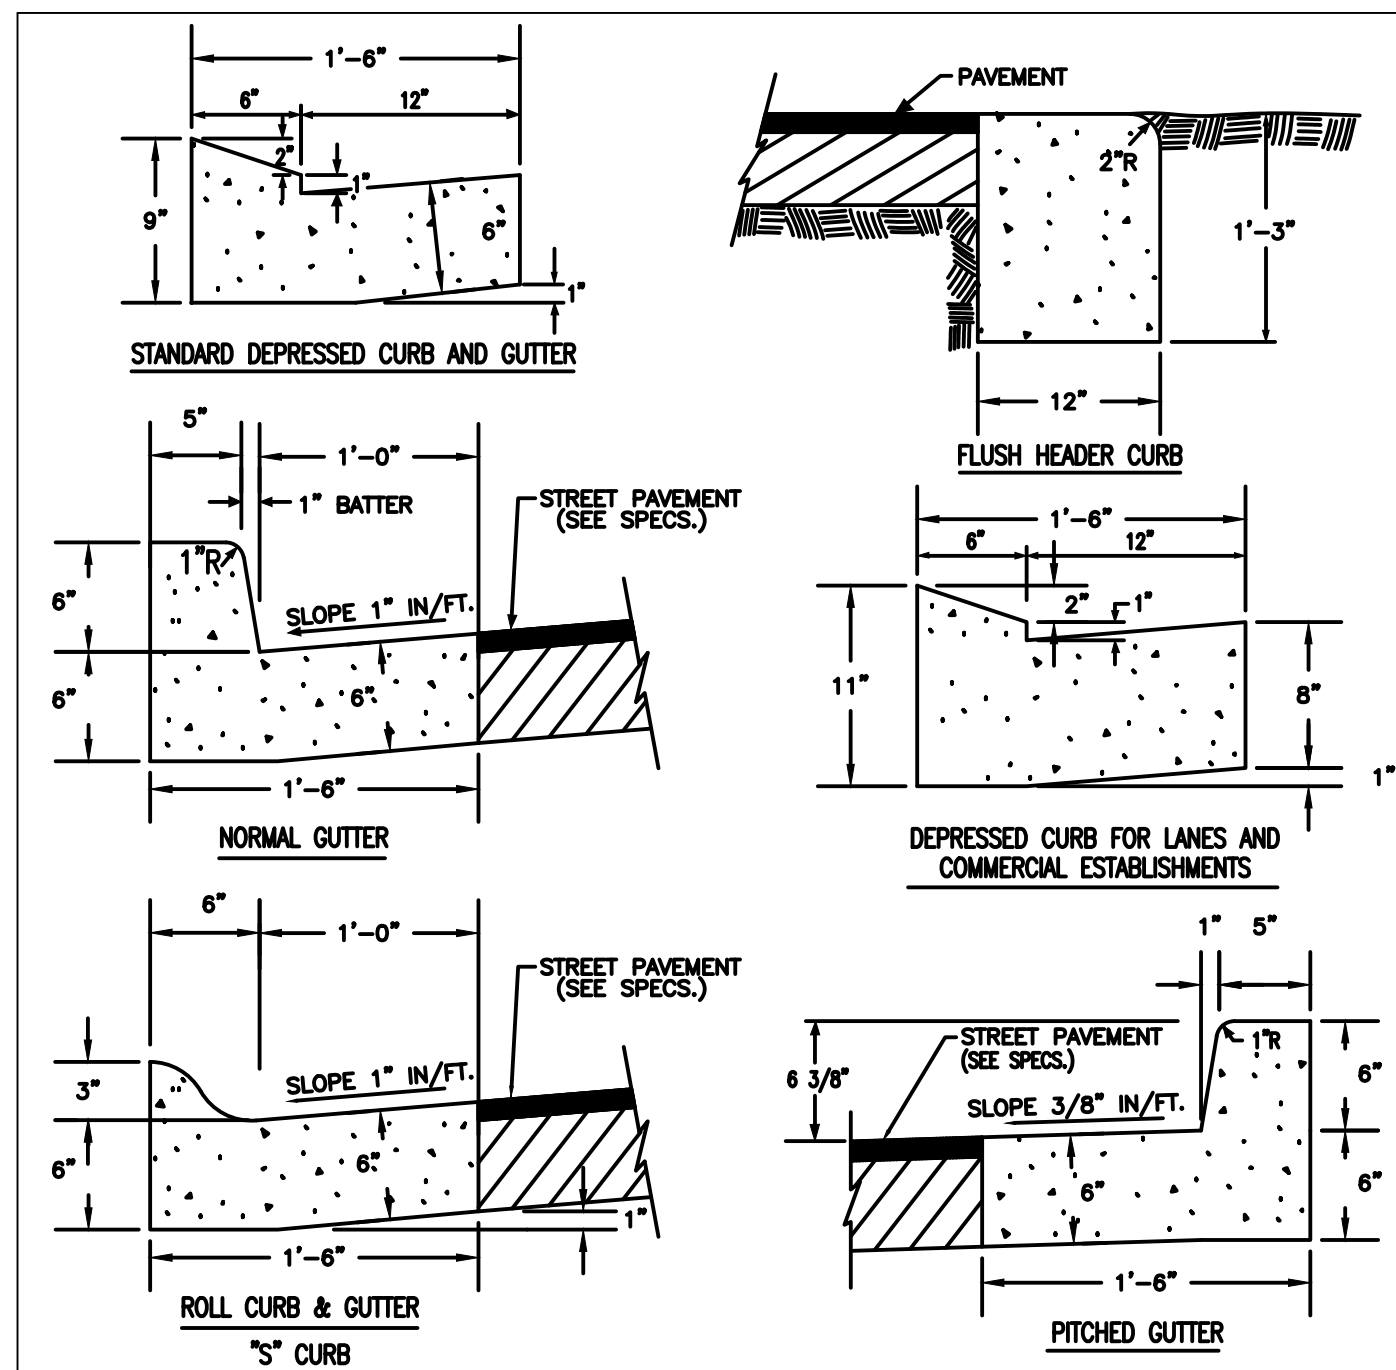 1'-6"
6"
12"
2"
1"
9"
6"
1"
STANDARD DEPRESSED CURB AND GUTTER
PAVEMENT
2"R
1'-3"
12"
FLUSH HEADER CURB
5"
1'-0"
1" BATTER
STREET PAVEMENT
(SEE SPECS.)
1"R
6"
SLOPE 1" IN/FT.
6"
6"
1'-6"
NORMAL GUTTER
1'-6"
6"
12"
2"
1"
11"
8"
1"
DEPRESSED CURB FOR LANES AND
COMMERCIAL ESTABLISHMENTS
6"
1'-0"
STREET PAVEMENT
(SEE SPECS.)
3"
SLOPE 1" IN/FT.
6"
6"
1"
1'-6"
ROLL CURB & GUTTER
"S" CURB
1"
5"
STREET PAVEMENT
(SEE SPECS.)
1"R
6 3/8"
6"
SLOPE 3/8" IN/FT.
6"
6"
1'-6"
PITCHED GUTTER